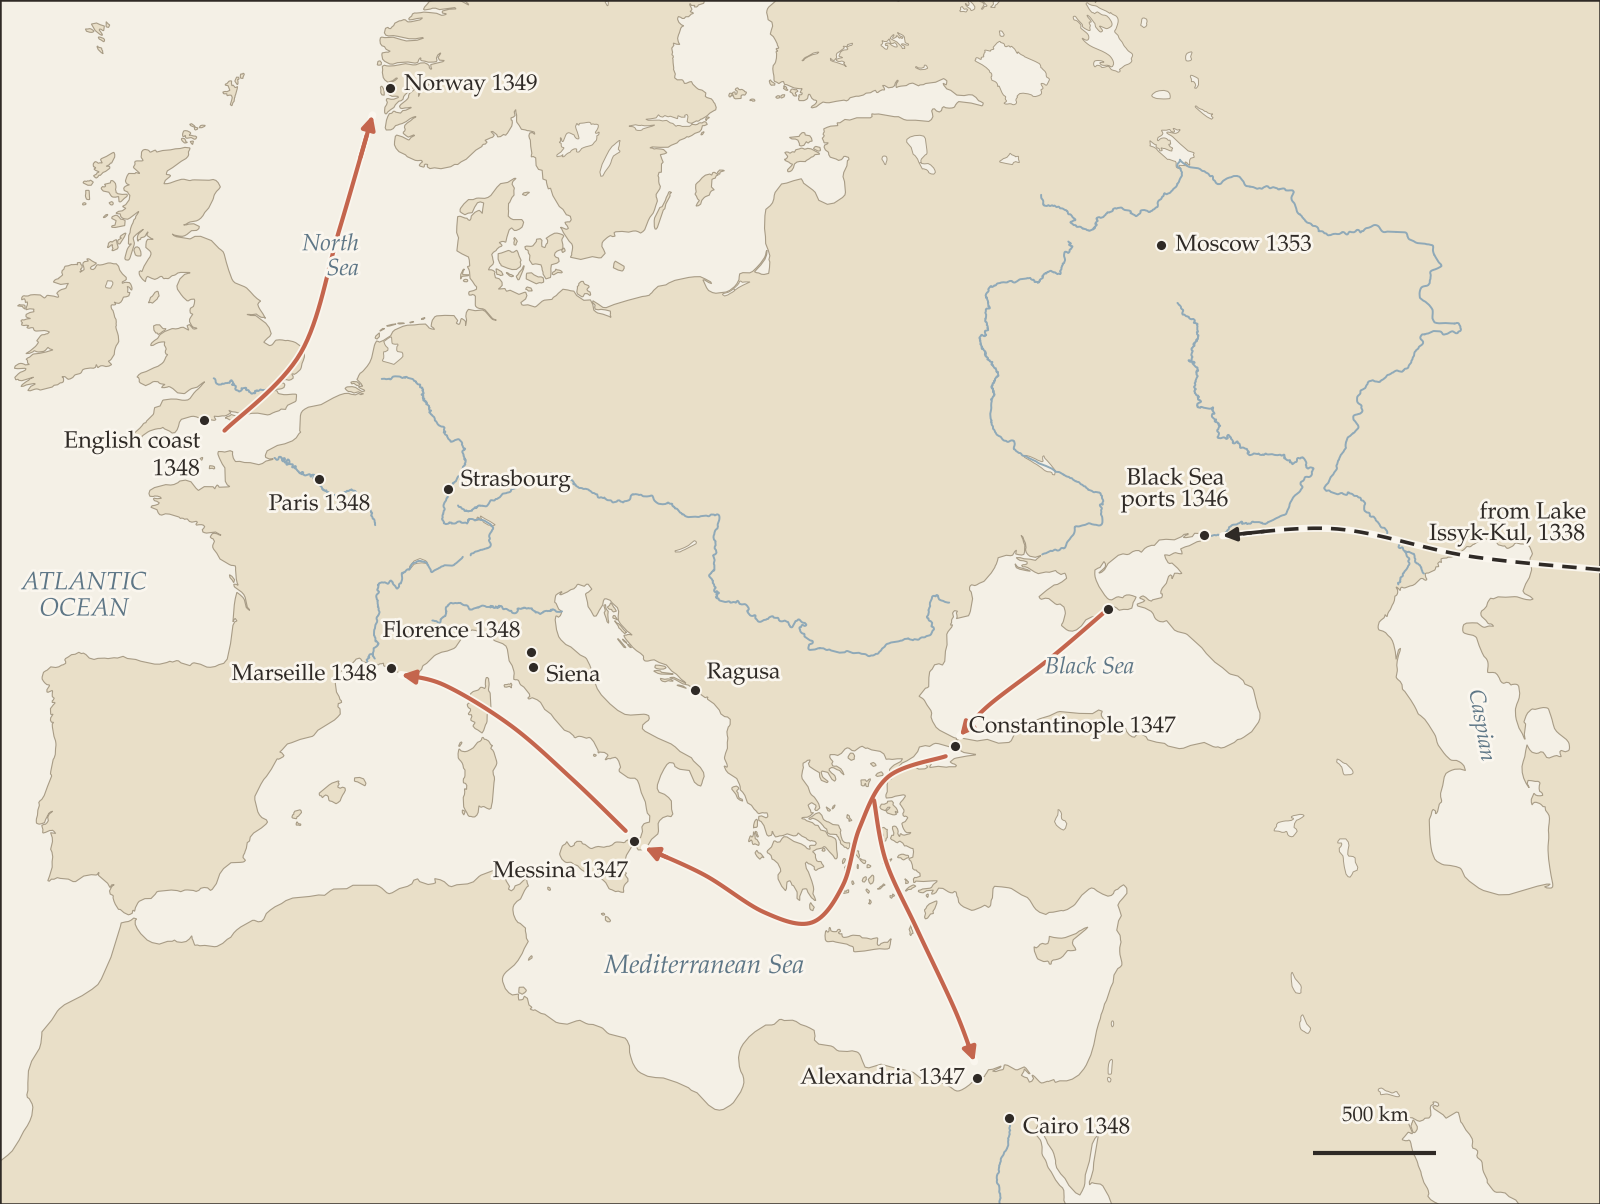 Norway 1349
North
Sea
Moscow 1353
English coast
1348
Paris 1348
Strasbourg
Black Sea
ports 1346
from Lake
Issyk-Kul, 1338
ATLANTIC
OCEAN
Florence 1348
Marseille 1348
Siena
Ragusa
Black Sea
Constantinople 1347
Caspian
Messina 1347
Mediterranean Sea
Alexandria 1347
Cairo 1348
500 km